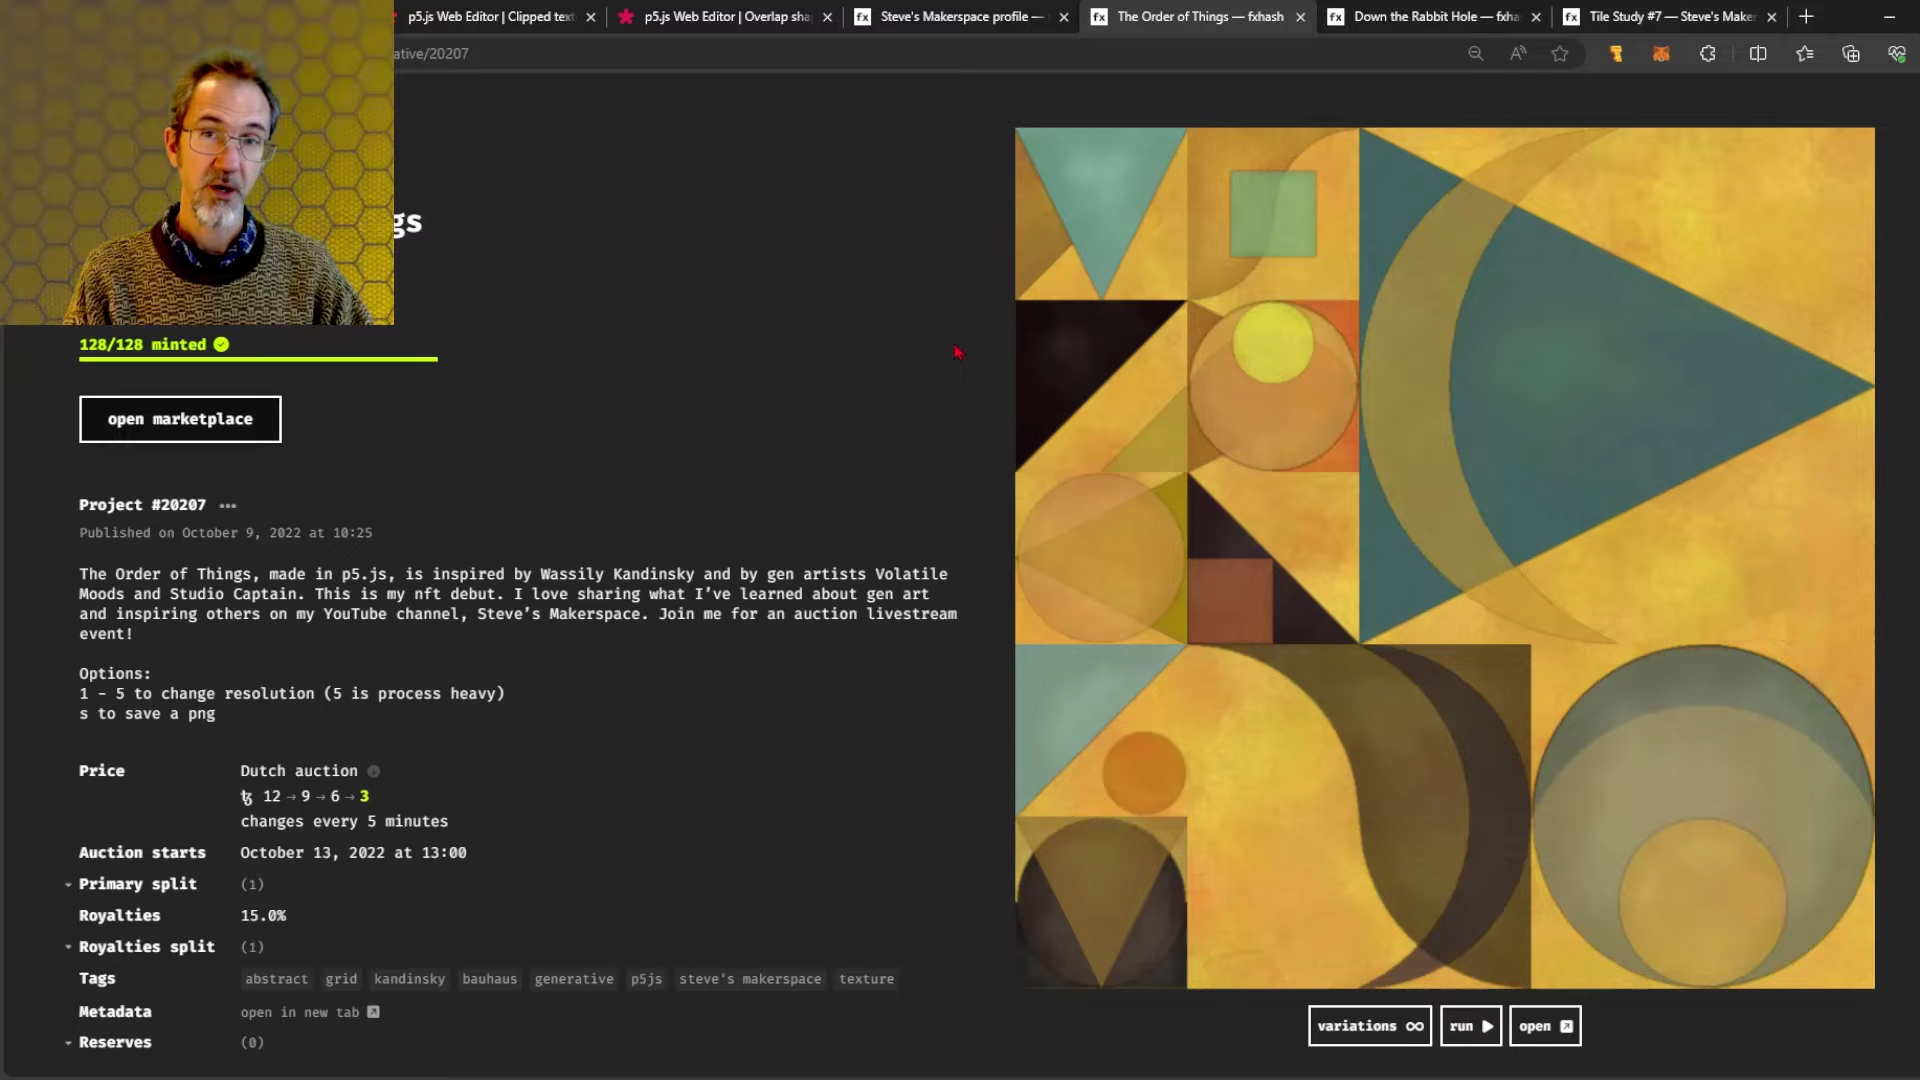 p5.js Web Editor | Clipped text
p5.js Web Editor | Overlap sha
fx Steve's Makerspace profile —
fx The Order of Things — fxhash
fx Down the Rabbit Hole — fxha
fx Tile Study #7 — Steve's Maker
ative/20207
gs
128/128 minted
open marketplace
Project #20207 ...
Published on October 9, 2022 at 10:25
The Order of Things, made in p5.js, is inspired by Wassily Kandinsky and by gen artists Volatile
Moods and Studio Captain. This is my nft debut. I love sharing what I've learned about gen art
and inspiring others on my YouTube channel, Steve's Makerspace. Join me for an auction livestream
event!
Options:
1 - 5 to change resolution (5 is process heavy)
s to save a png
Price Dutch auction
ꜩ 12→9→6→3
changes every 5 minutes
Auction starts October 13, 2022 at 13:00
Primary split (1)
Royalties 15.0%
Royalties split (1)
Tags abstract grid kandinsky bauhaus generative p5js steve's makerspace texture
Metadata open in new tab
Reserves (0)
variations ∞ run open